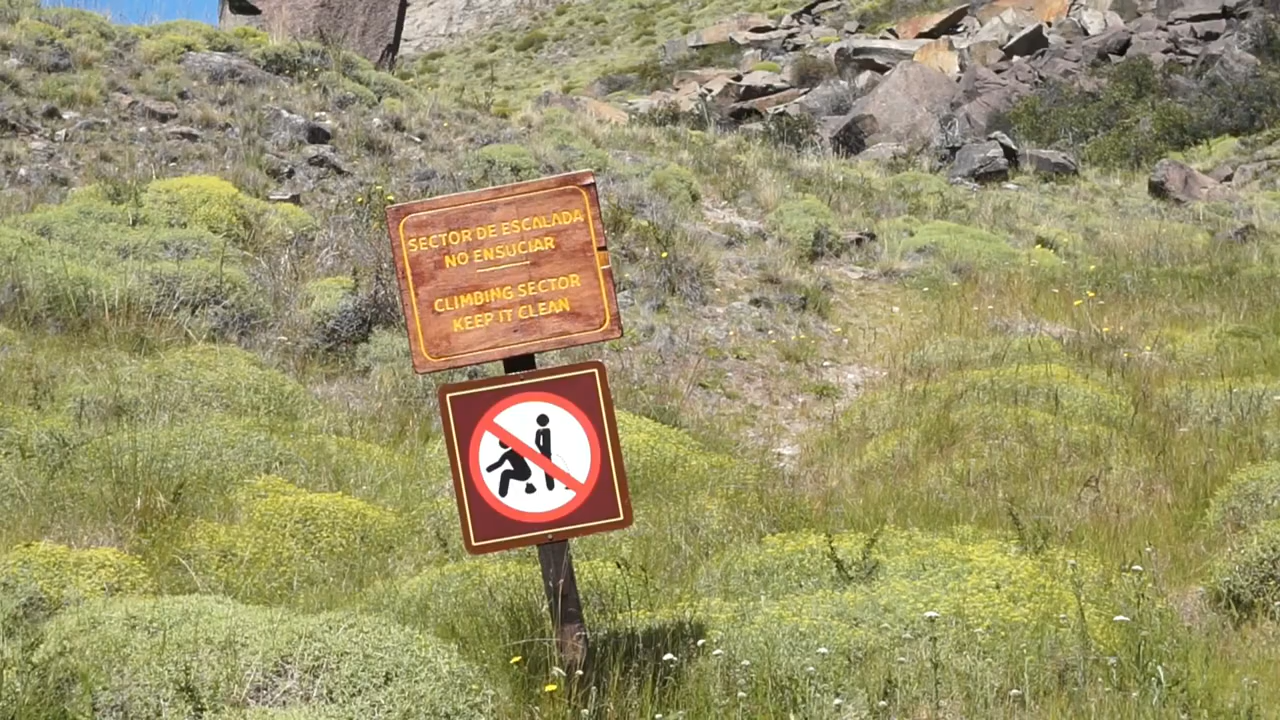 SECTOR DE ESCALADA
NO ENSUCIAR
CLIMBING SECTOR
KEEP IT CLEAN